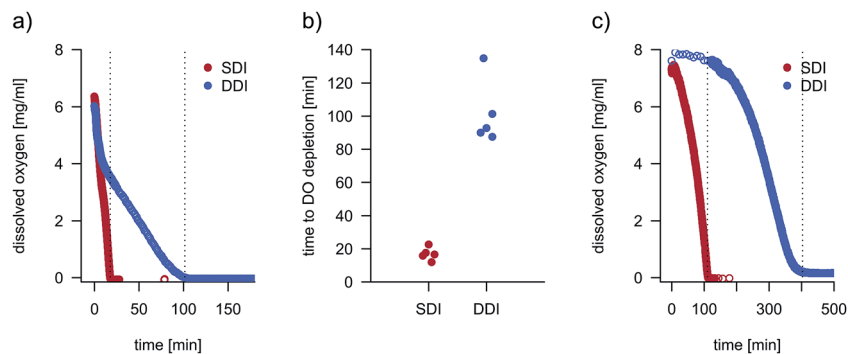 a)
8
6
4
2
0
dissolved oxygen [mg/ml]
SDI
DDI
0 50 100 150
time [min]
b)
140
120
100
80
60
40
20
0
time to DO depletion [min]
SDI DDI
c)
8
6
4
2
0
dissolved oxygen [mg/ml]
SDI
DDI
0 100 300 500
time [min]